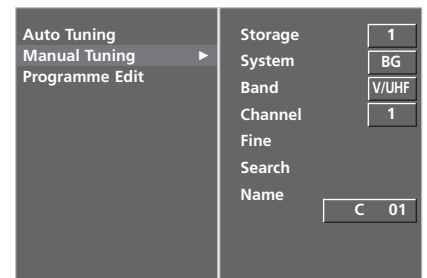 Auto Tuning
Manual Tuning ►
Programme Edit
Storage 1
System BG
Band V/UHF
Channel 1
Fine
Search
Name
C 01